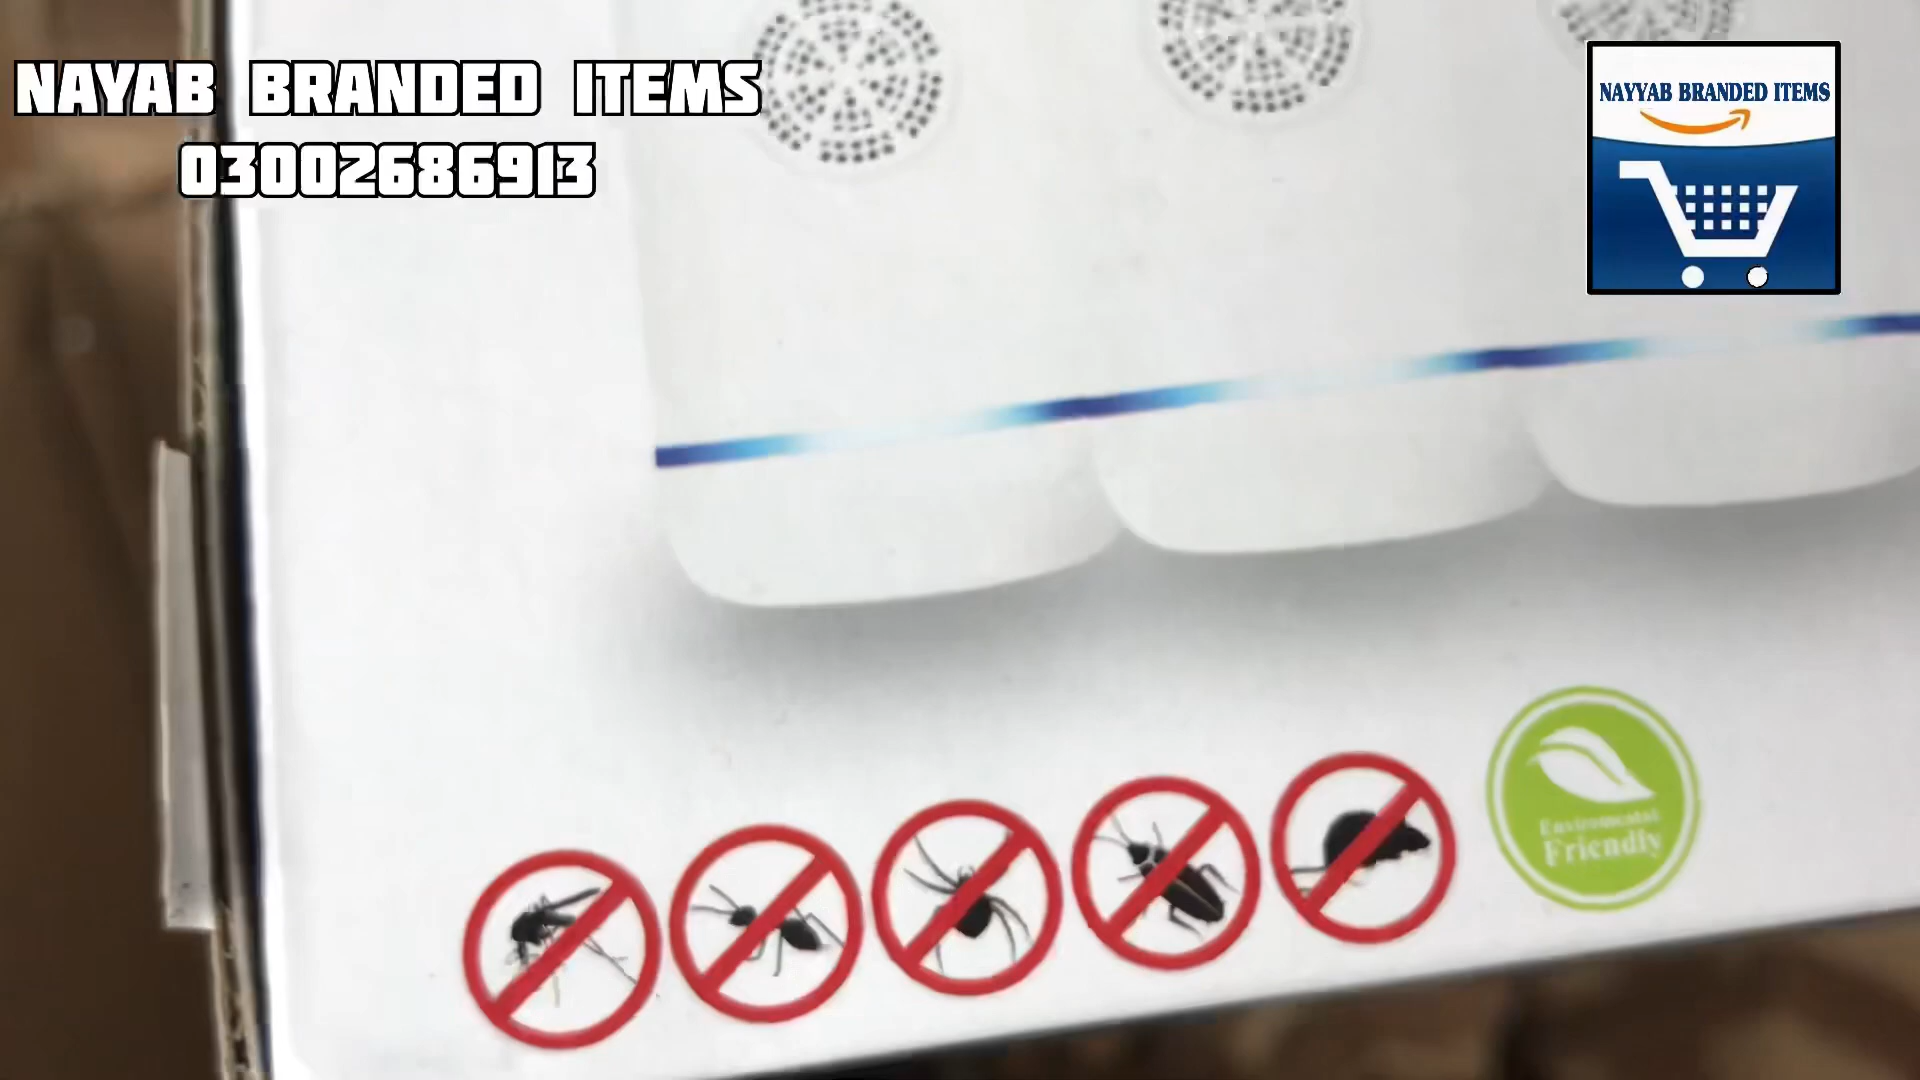 NAYAB BRANDED ITEMS
03002686913
NAYYAB BRANDED ITEMS
Friendly